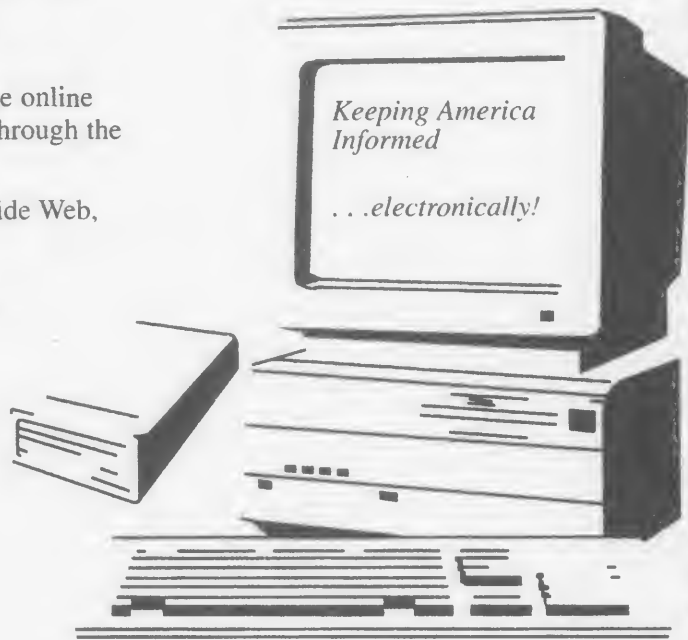 e online
hrough the
ide Web,
Keeping America
Informed
. . .electronically!